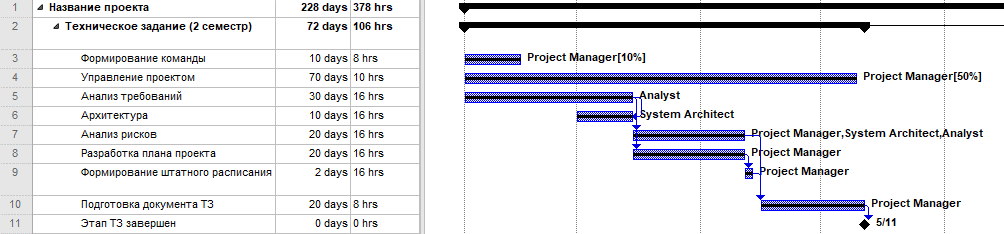 1 Название проекта 228 days 378 hrs
2 Техническое задание (2 семестр) 72 days 106 hrs
3 Формирование команды 10 days 8 hrs Project Manager[10%]
4 Управление проектом 70 days 10 hrs Project Manager[50%]
5 Анализ требований 30 days 16 hrs Analyst
6 Архитектура 10 days 16 hrs System Architect
7 Анализ рисков 20 days 16 hrs Project Manager,System Architect,Analyst
8 Разработка плана проекта 20 days 16 hrs Project Manager
9 Формирование штатного расписания 2 days 16 hrs Project Manager
10 Подготовка документа ТЗ 20 days 8 hrs Project Manager
11 Этап ТЗ завершен 0 days 0 hrs 5/11